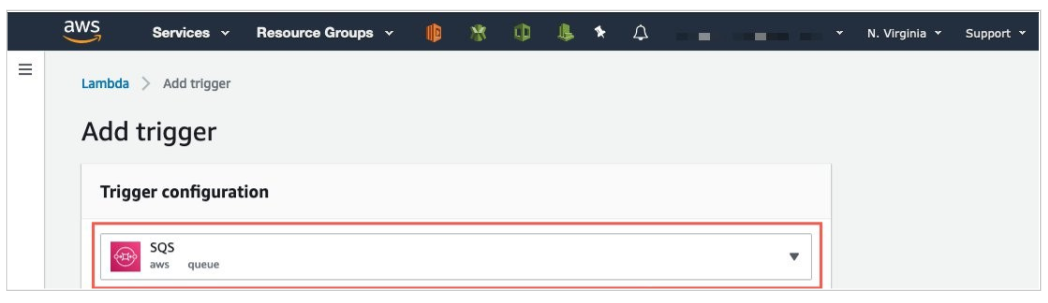 aws Services Resource Groups N. Virginia Support
Lambda > Add trigger
Add trigger
Trigger configuration
SQS
aws queue